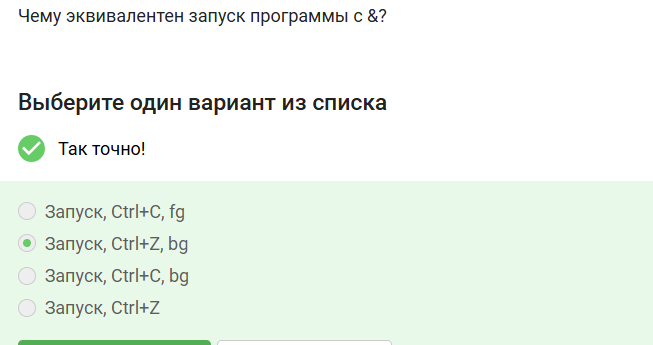 Чему эквивалентен запуск программы с &?
Выберите один вариант из списка
Так точно!
Запуск, Ctrl+C, fg
Запуск, Ctrl+Z, bg
Запуск, Ctrl+C, bg
Запуск, Ctrl+Z